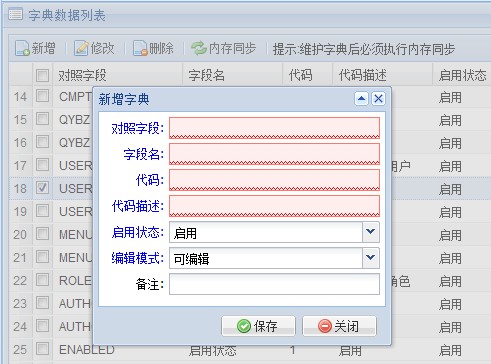 字典数据列表
新增 修改 删除 内存同步 提示:维护字典后必须执行内存同步
对照字段 字段名 代码 代码描述 启用状态
14 CMPT 启用
15 QYBZ 启用
16 QYBZ 启用
17 USER 用户 启用
18 USER 启用
19 USER 启用
20 MENU 启用
21 MENU 启用
22 ROLE 角色 启用
23 AUTH 启用
24 AUTH 启用
25 ENABLED 启用状态 1 启用 启用
新增字典
对照字段:
字段名:
代码:
代码描述:
启用状态: 启用
编辑模式: 可编辑
备注:
保存 关闭